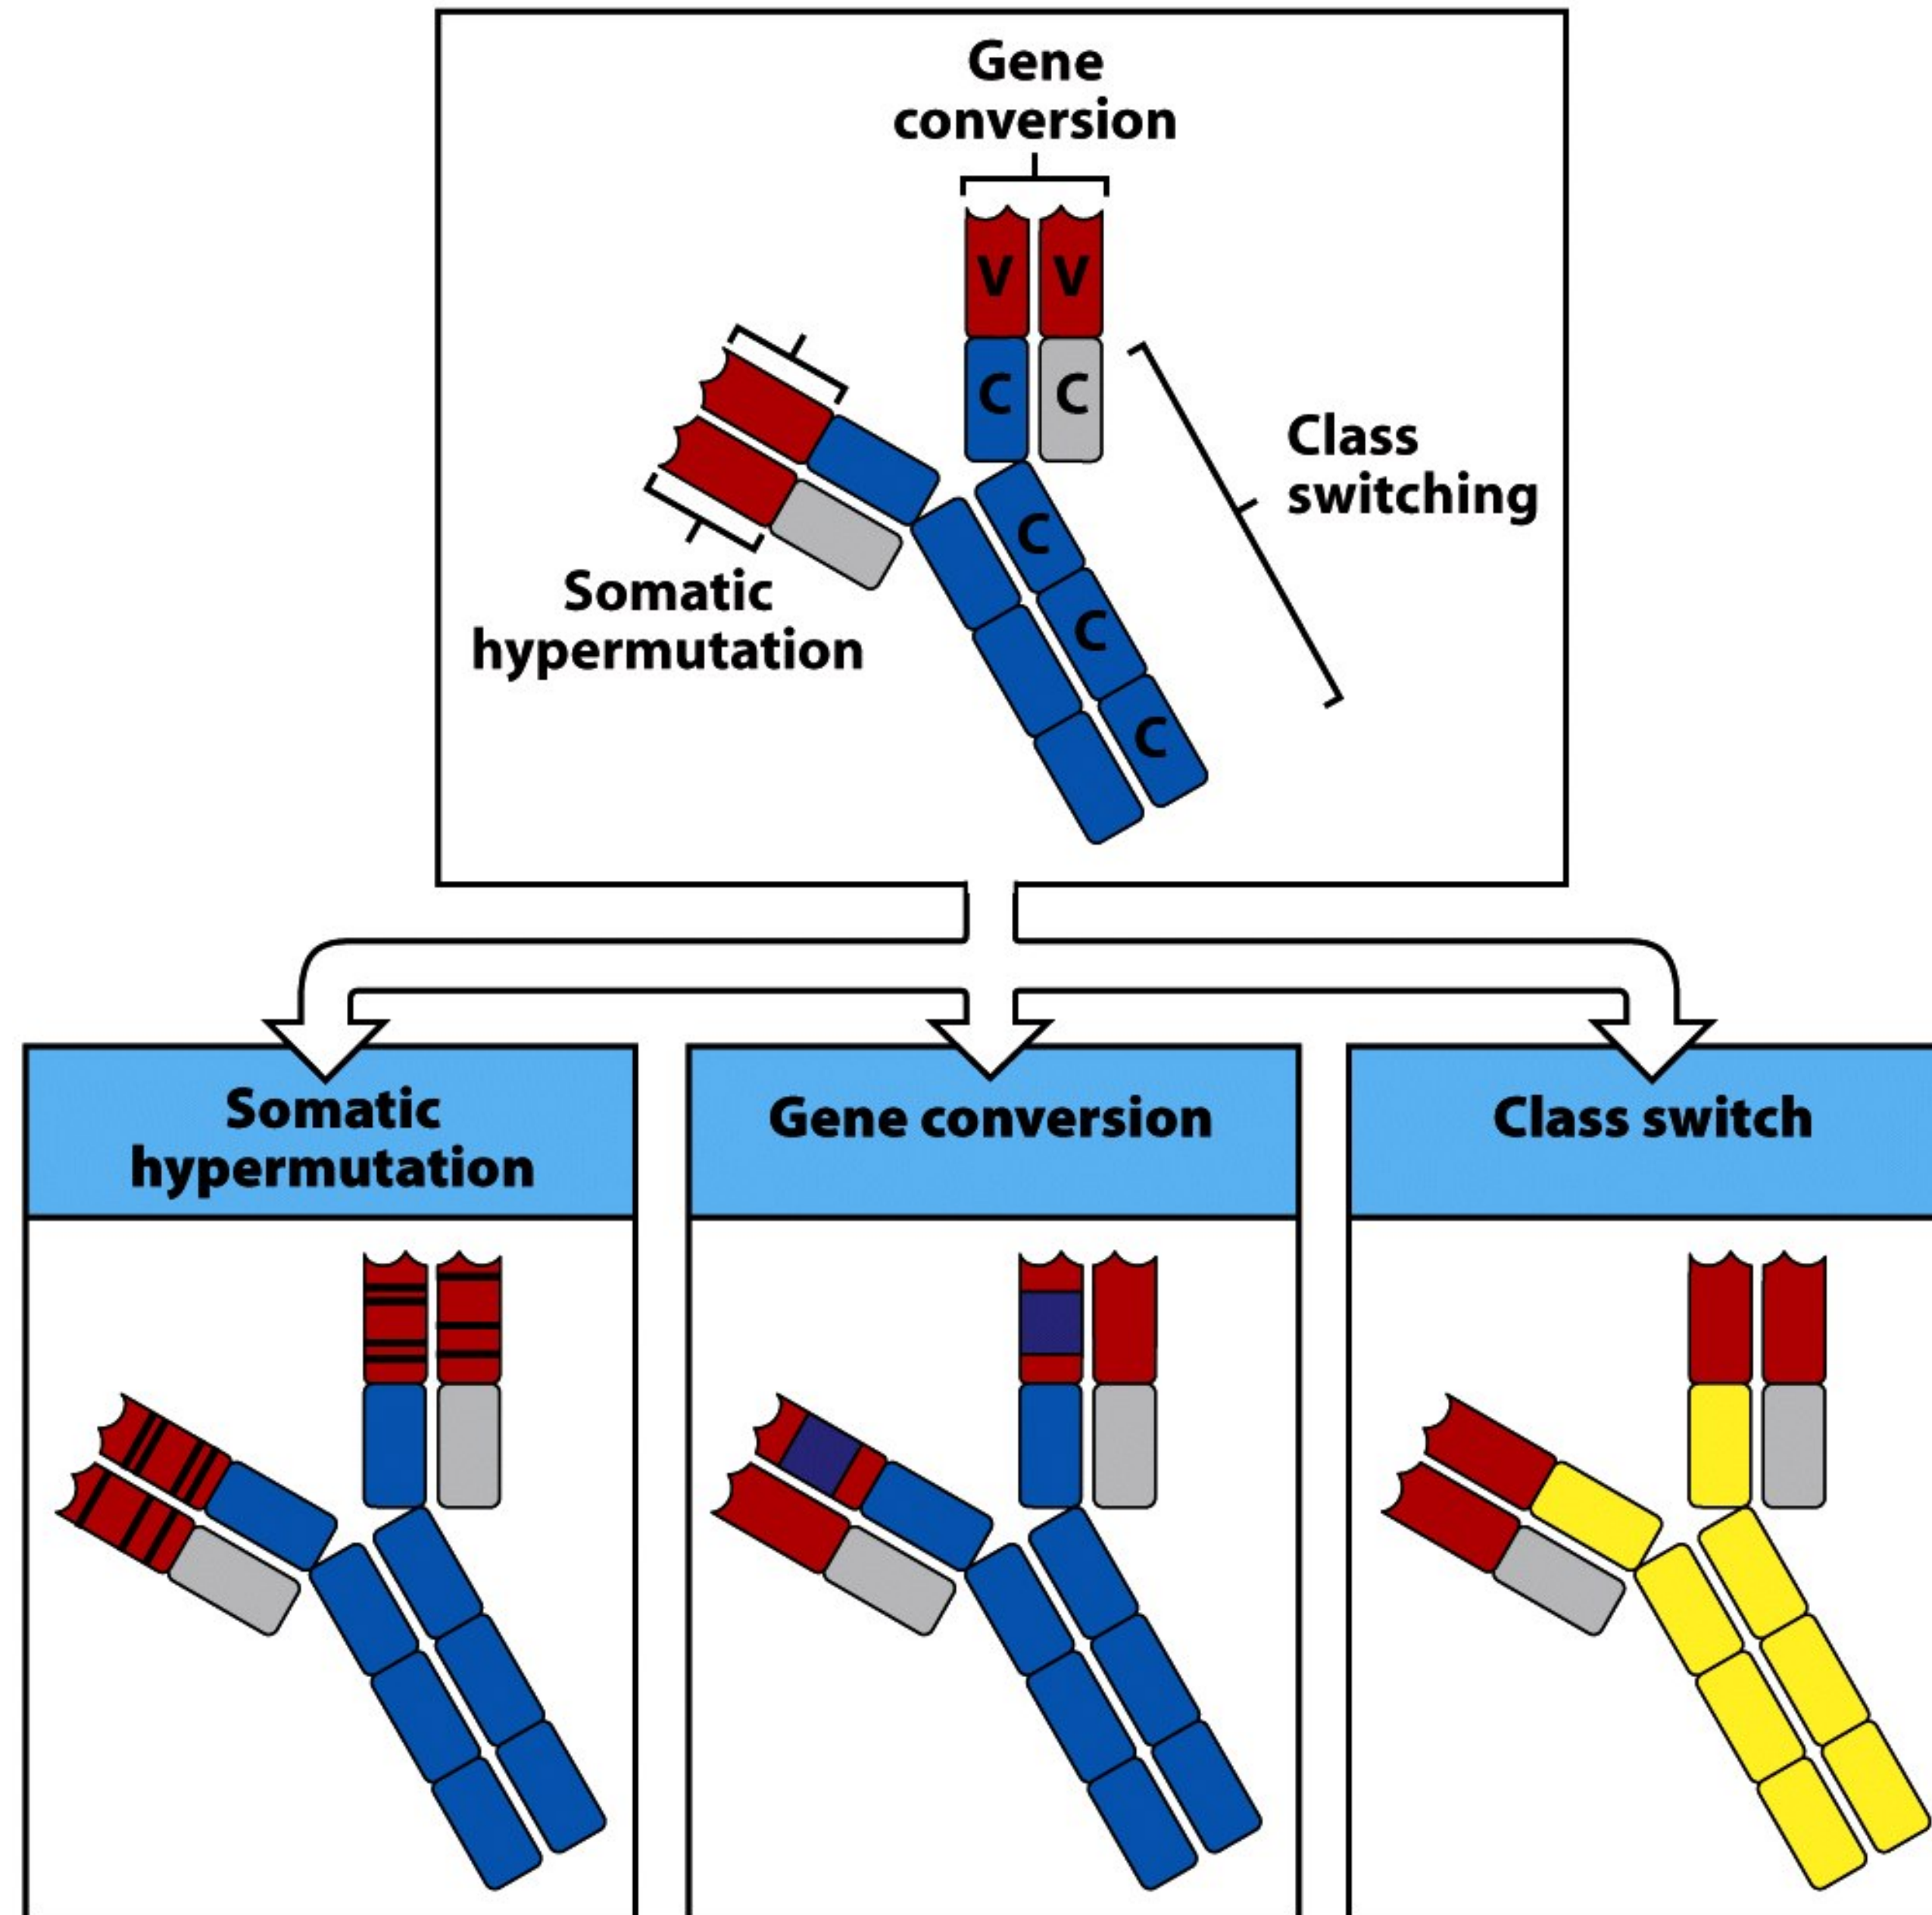 Gene
conversion
V V
C C
Class
switching
C
C
C
Somatic
hypermutation
Somatic
hypermutation
Gene conversion
Class switch